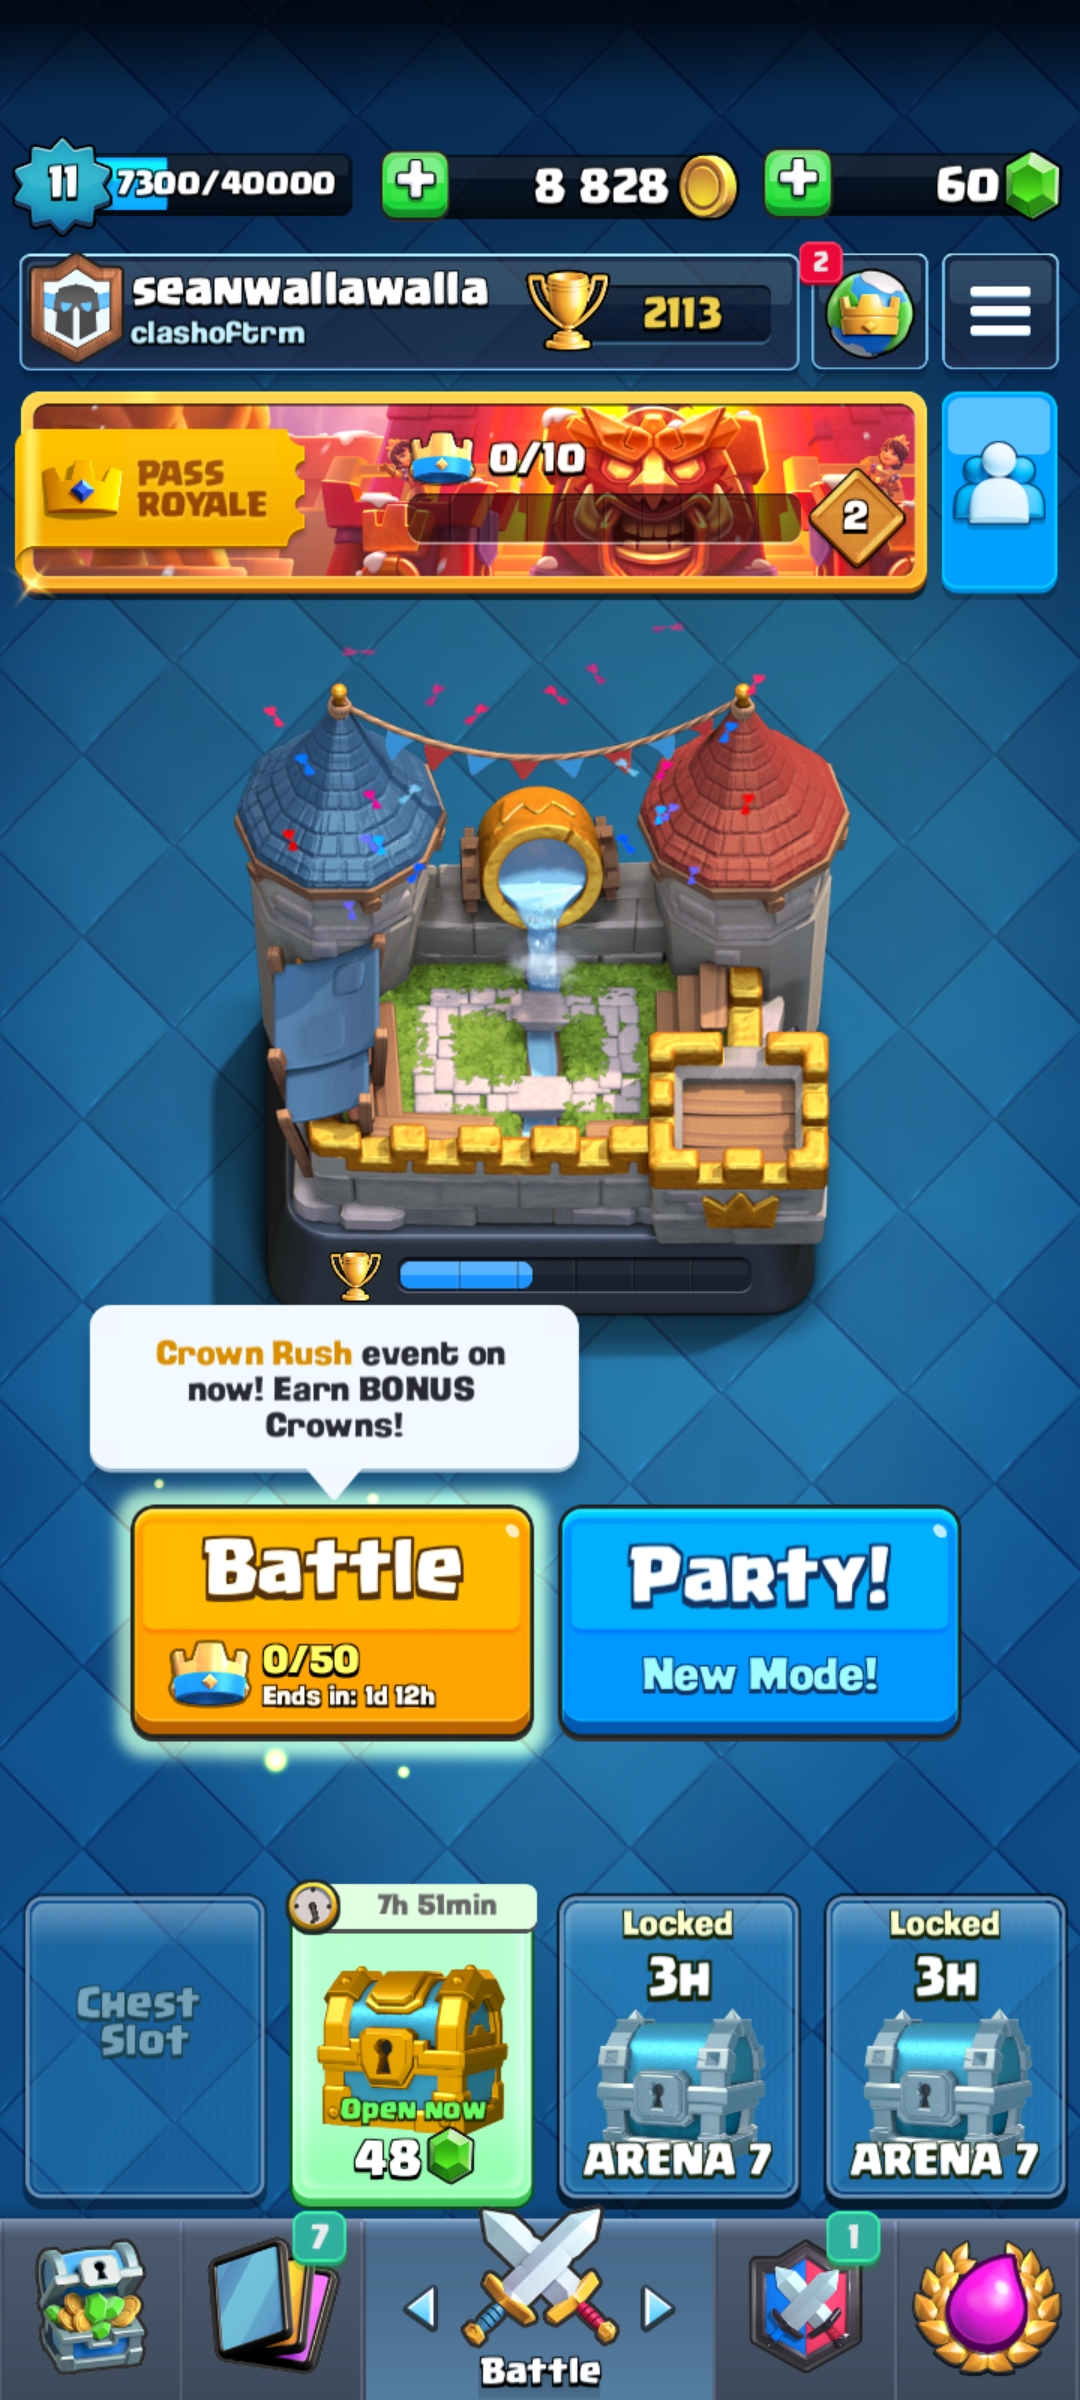 11
7300/40000
8 828
60
seanwallawalla
clashoftrm
2113
2
PASS
ROYALE
0/10
2
Crown Rush event on
now! Earn BONUS
Crowns!
Battle
0/50
Ends in: 1d 12h
Party!
New Mode!
Chest
Slot
7h 51min
Open now
48
Locked
3H
ARENA 7
Locked
3H
ARENA 7
7
Battle
1